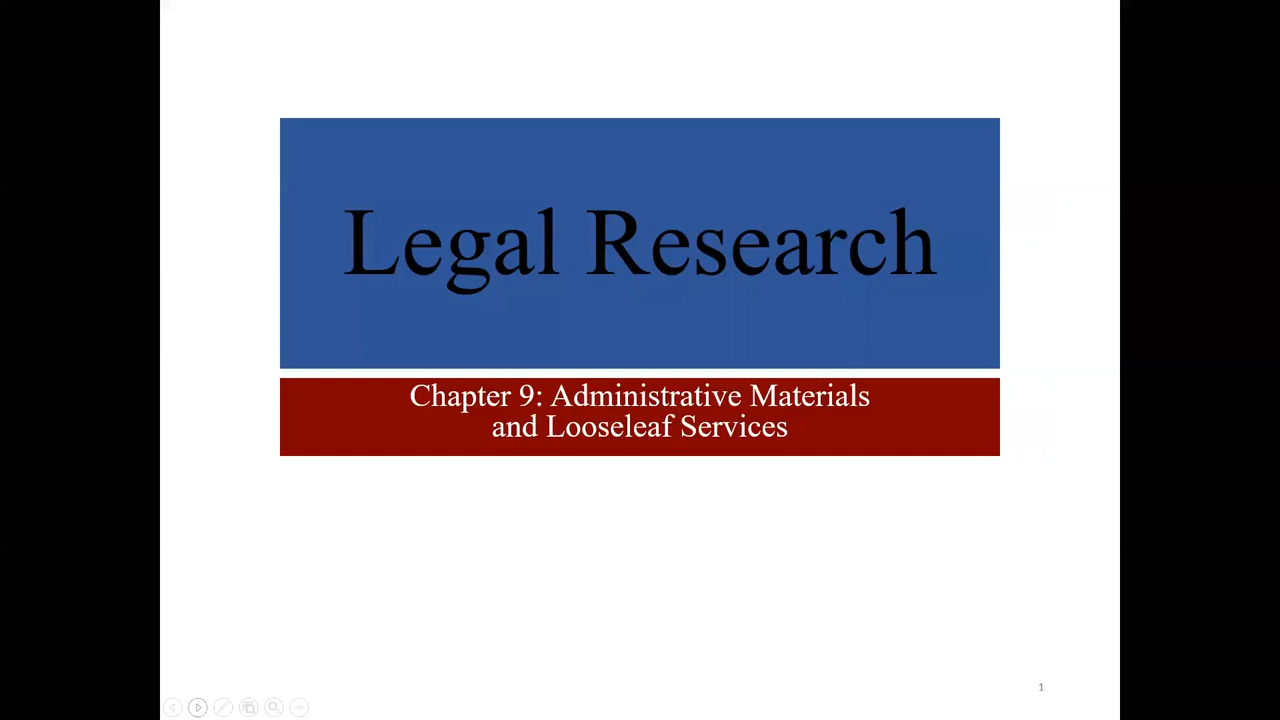 Legal Research
Chapter 9: Administrative Materials
and Looseleaf Services
1